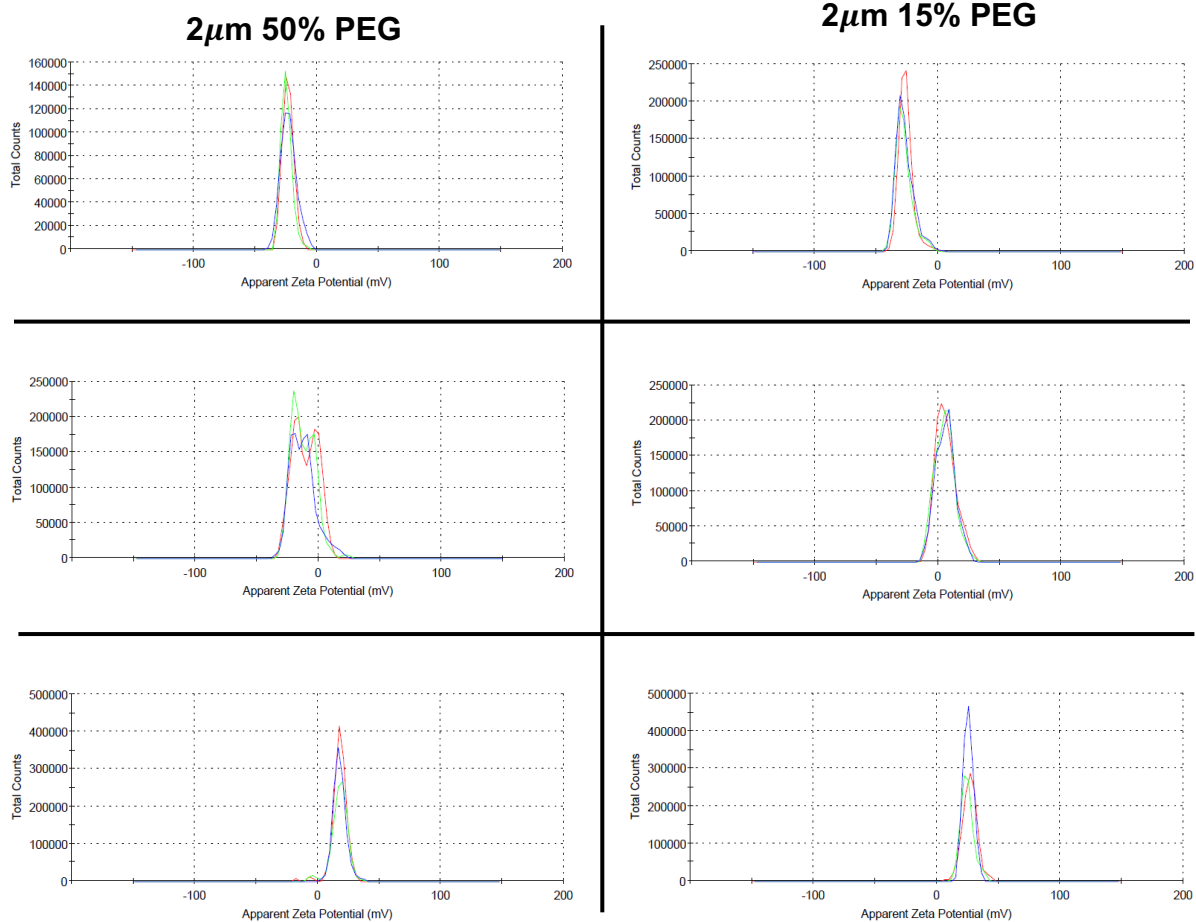 2μm 50% PEG
2μm 15% PEG
160000
140000
120000
100000
80000
60000
40000
20000
0
Total Counts
-100 0 100 200
Apparent Zeta Potential (mV)
250000
200000
150000
100000
50000
0
Total Counts
-100 0 100 200
Apparent Zeta Potential (mV)
250000
200000
150000
100000
50000
0
Total Counts
-100 0 100 200
Apparent Zeta Potential (mV)
250000
200000
150000
100000
50000
0
Total Counts
-100 0 100 200
Apparent Zeta Potential (mV)
500000
400000
300000
200000
100000
0
Total Counts
-100 0 100 200
Apparent Zeta Potential (mV)
500000
400000
300000
200000
100000
0
Total Counts
-100 0 100 200
Apparent Zeta Potential (mV)